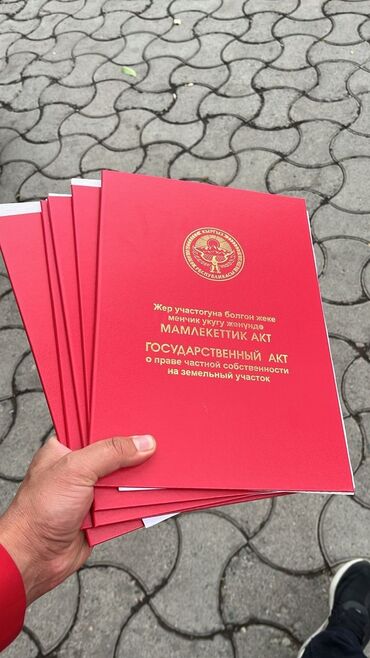 Жер участогуна болгон жеке
менчик укугу жөнүндө
МАМЛЕКЕТТИК АКТ
ГОСУДАРСТВЕННЫЙ АКТ
о праве частной собственности
на земельный участок